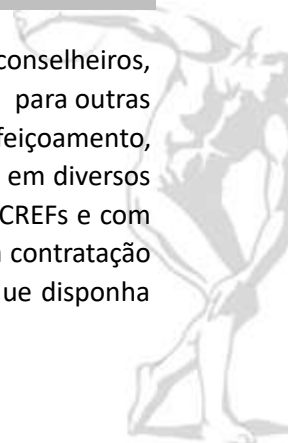 conselheiros,
para outras
feiçoamento,
em diversos
CREFs e com
contratação
ue disponha